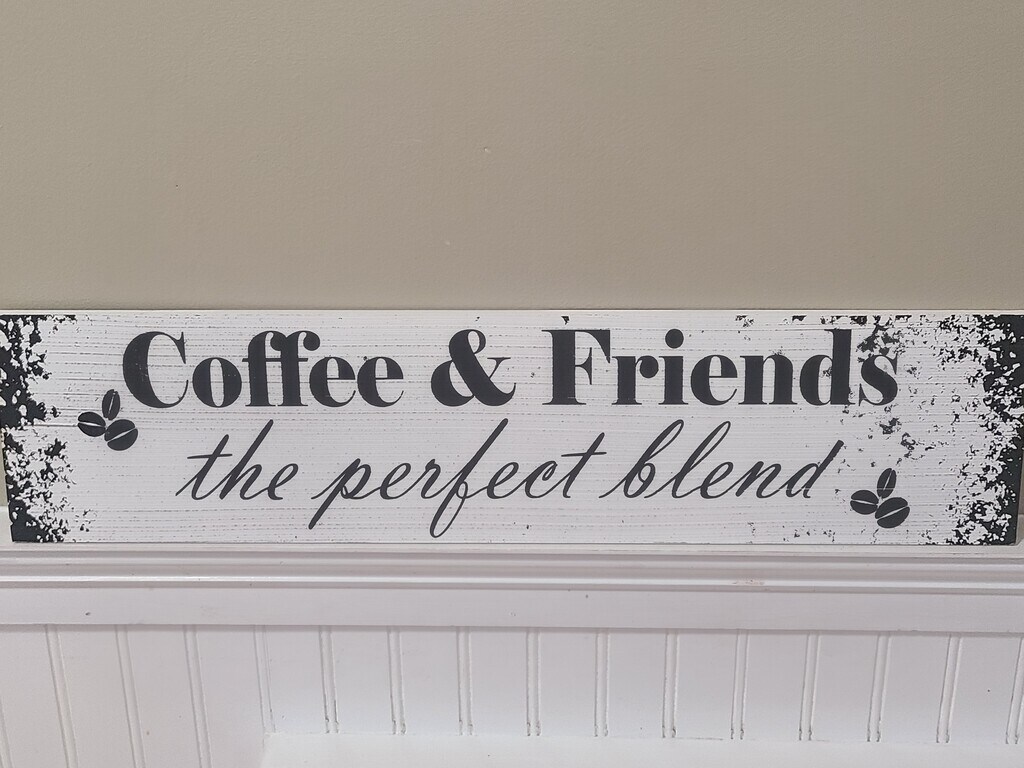 Coffee & Friends
the perfect blend